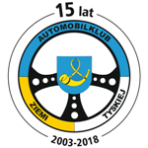 15 lat
AUTOMOBILKLUB
ZIEMI TYSKIEJ
2003-2018